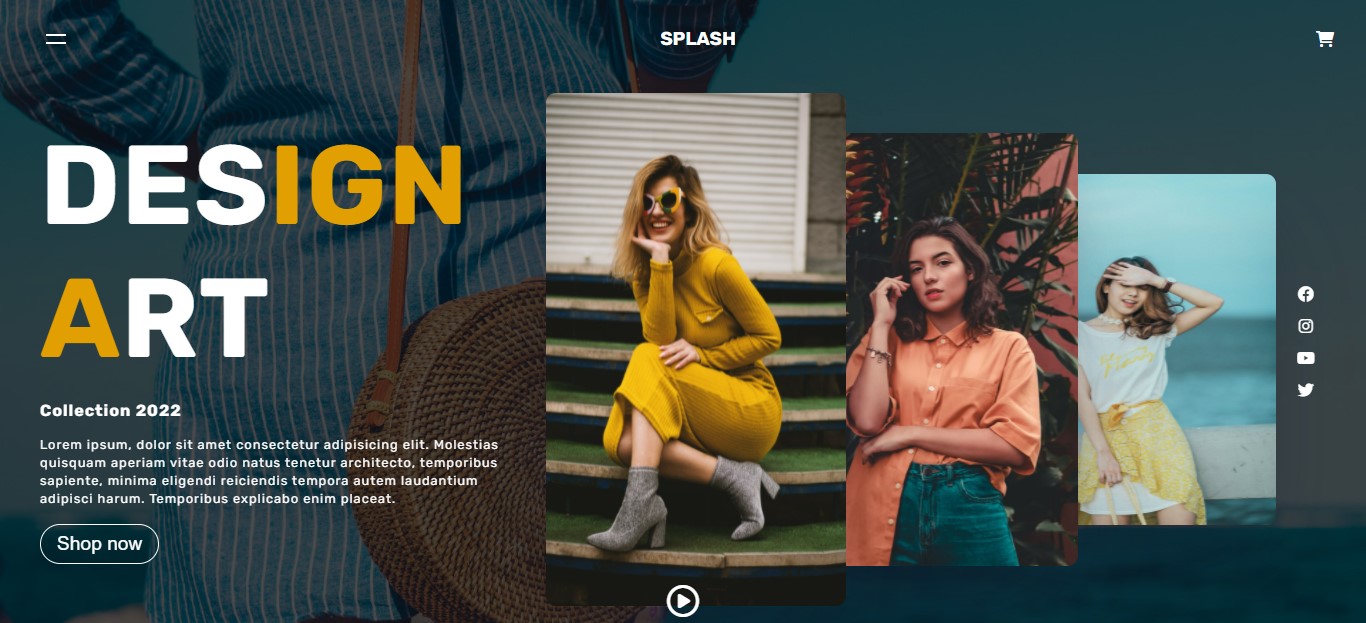 SPLASH
DESIGN
ART
Collection 2022
Lorem ipsum, dolor sit amet consectetur adipisicing elit. Molestias
quisquam aperiam vitae odio natus tenetur architecto, temporibus
sapiente, minima eligendi reiciendis tempora autem laudantium
adipisci harum. Temporibus explicabo enim placeat.
Shop now